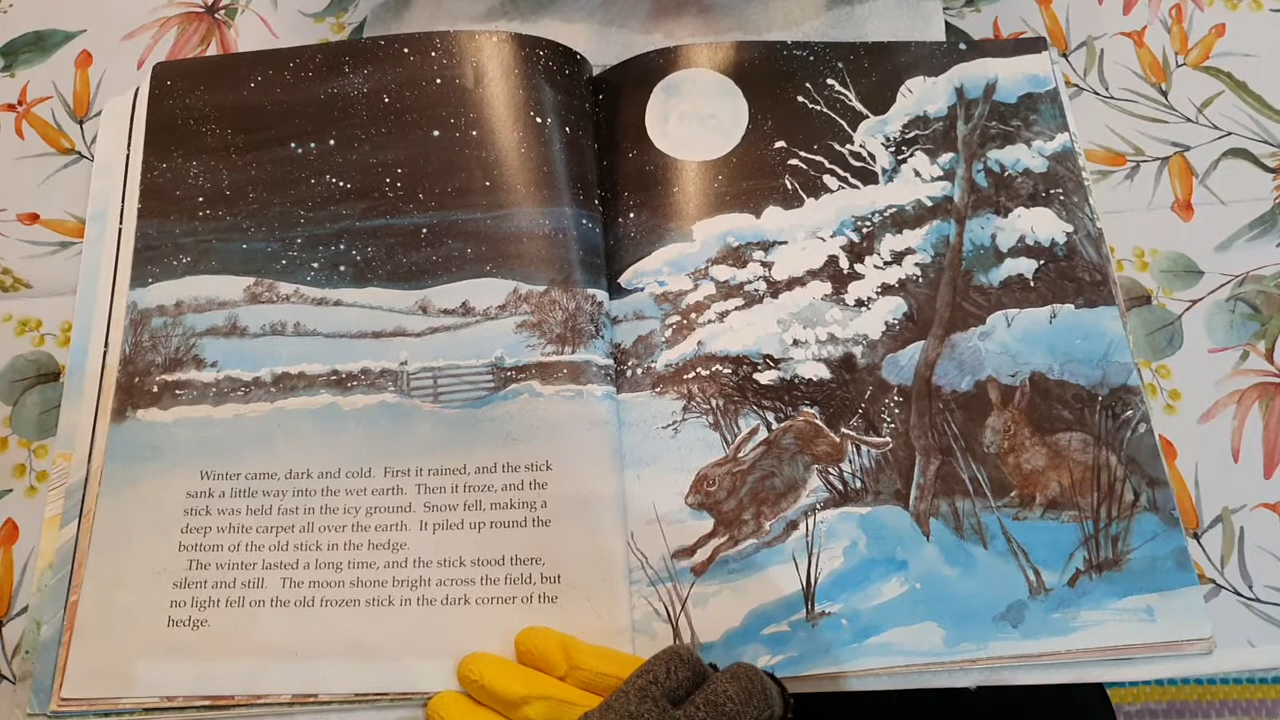 Winter came, dark and cold. First it rained, and the stick
sank a little way into the wet earth. Then it froze, and the
stick was held fast in the icy ground. Snow fell, making a
deep white carpet all over the earth. It piled up round the
bottom of the old stick in the hedge.
The winter lasted a long time, and the stick stood there,
silent and still. The moon shone bright across the field, but
no light fell on the old frozen stick in the dark corner of the
hedge.